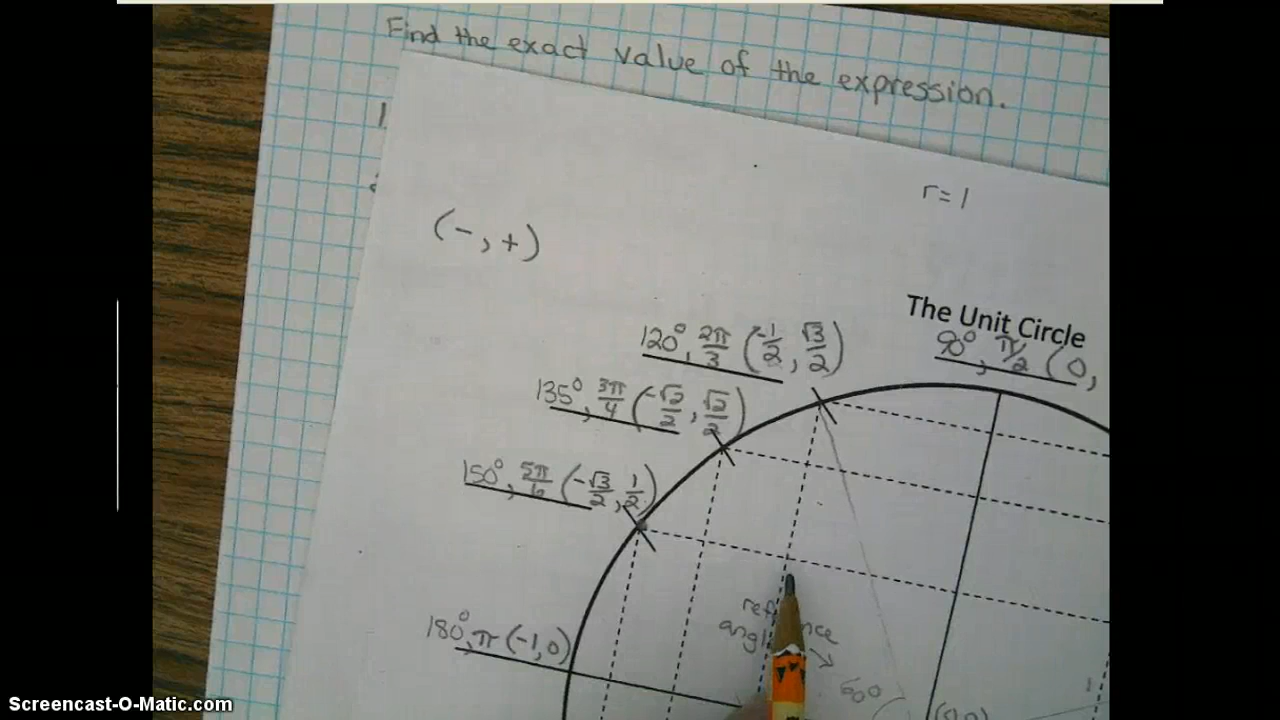 Find the exact value of the expression.
r = 1
(-, +)
The Unit Circle
90°, π/2 (0,
120°, 2π/3 (-1/2, √3/2)
135°, 3π/4 (-√2/2, √2/2)
150°, 5π/6 (-√3/2, 1/2)
180°, π (-1, 0)
60°
(0,0)
Screencast-O-Matic.com